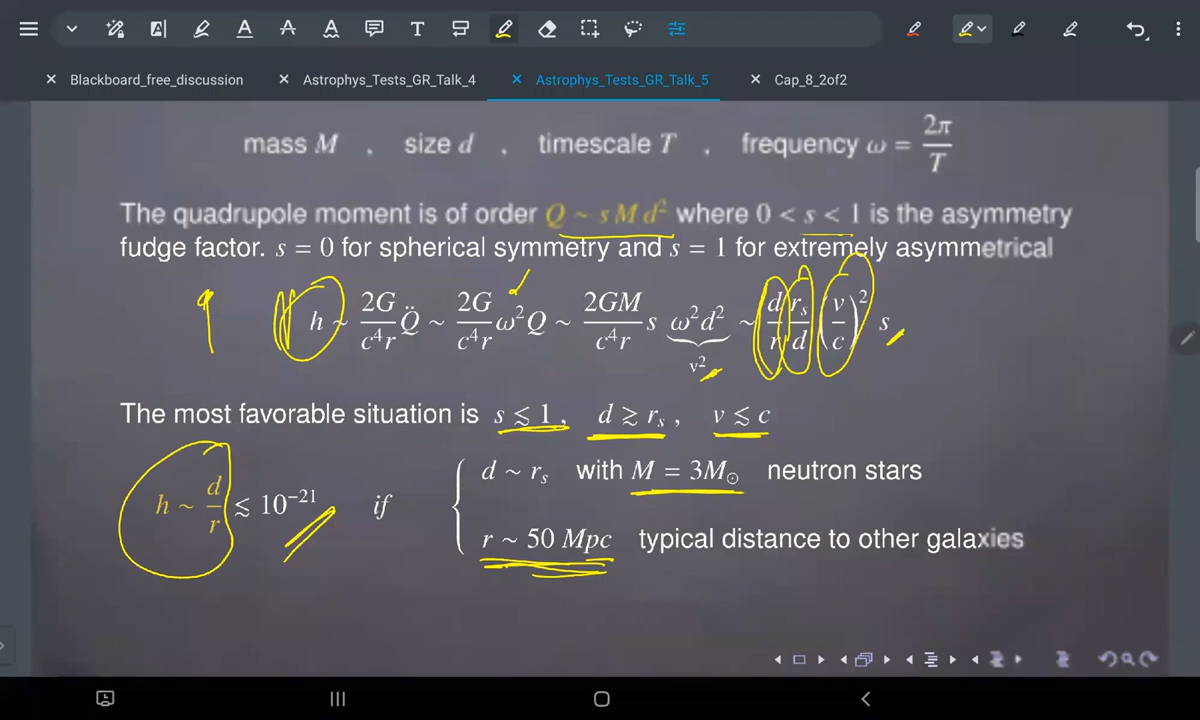 Blackboard_free_discussion Astrophys_Tests_GR_Talk_4 Astrophys_Tests_GR_Talk_5 Cap_8_2of2
mass M , size d , timescale T , frequency ω = 2π/T
The quadrupole moment is of order Q ~ s M d² where 0 < s < 1 is the asymmetry
fudge factor. s = 0 for spherical symmetry and s = 1 for extremely asymmetrical
h ~ 2G/c⁴r Q̈ ~ 2G/c⁴r ω²Q ~ 2GM/c⁴r s ω²d² ~ d/r r_s/d (v/c)² s
v²
The most favorable situation is s ≲ 1 , d ≳ r_s , v ≲ c
h ~ d/r ≲ 10⁻²¹ if
d ~ r_s with M = 3M_⊙ neutron stars
r ~ 50 Mpc typical distance to other galaxies